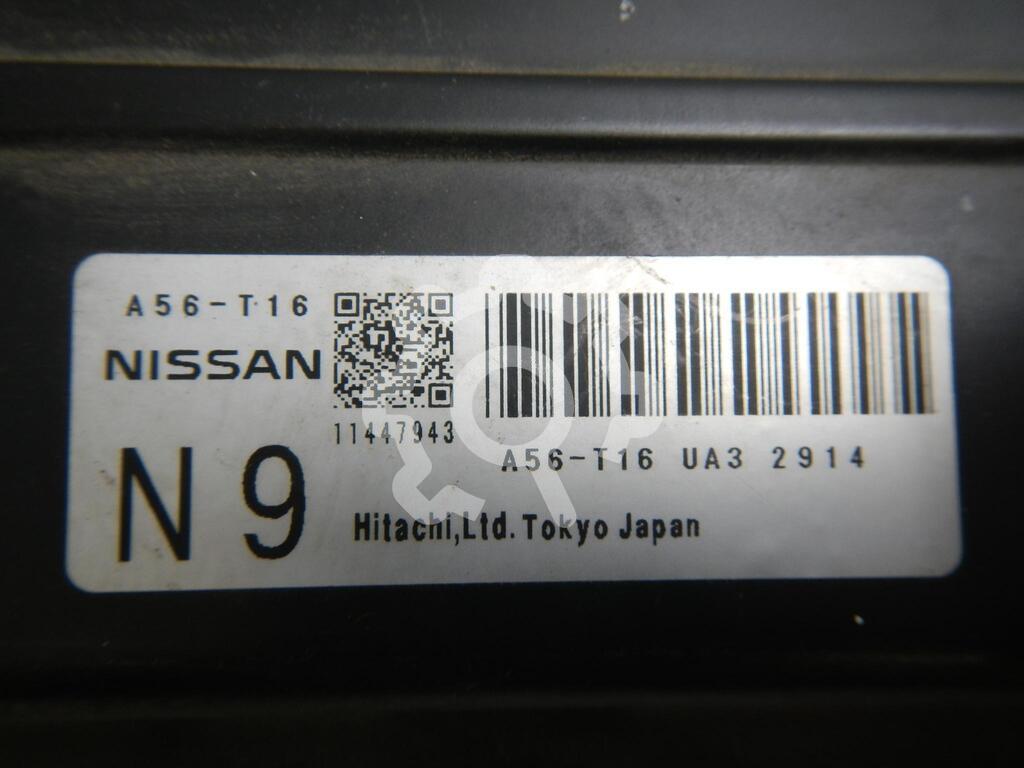 A56-T16
NISSAN
11447943
A56-T16 UA3 2914
N9
Hitachi,Ltd. Tokyo Japan